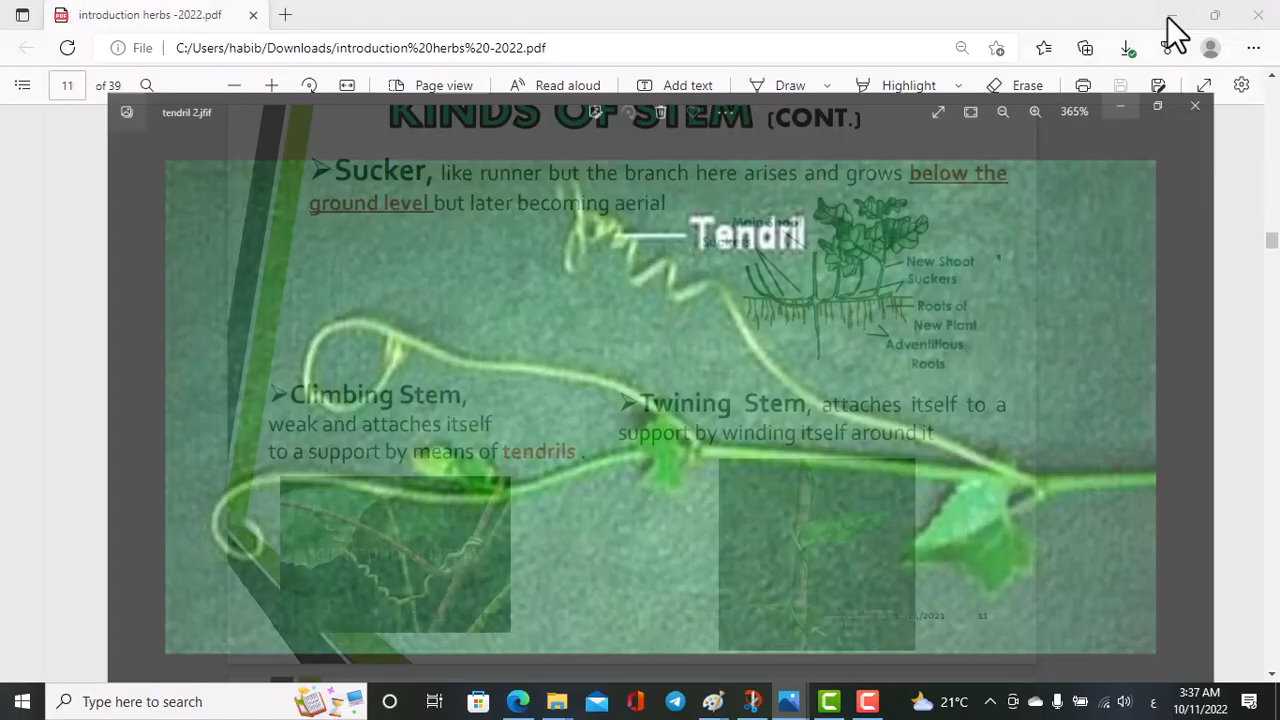 introduction herbs -2022.pdf
File
C:/Users/habib/Downloads/introduction%20herbs%20-2022.pdf
11 of 39
Page view
Read aloud
Add text
Draw
Highlight
Erase
tendril 2.jfif
365%
KINDS OF STEM (CONT.)
➢Sucker, like runner but the branch here arises and grows below the
ground level but later becoming aerial
Tendril
New Shoot
Suckers
Roots of
New Plant
Adventitious
Roots
➢Climbing Stem,
weak and attaches itself
to a support by means of tendrils .
➢Twining Stem, attaches itself to a
support by winding itself around it
11
Type here to search
21°C
ع
3:37 AM
10/11/2022